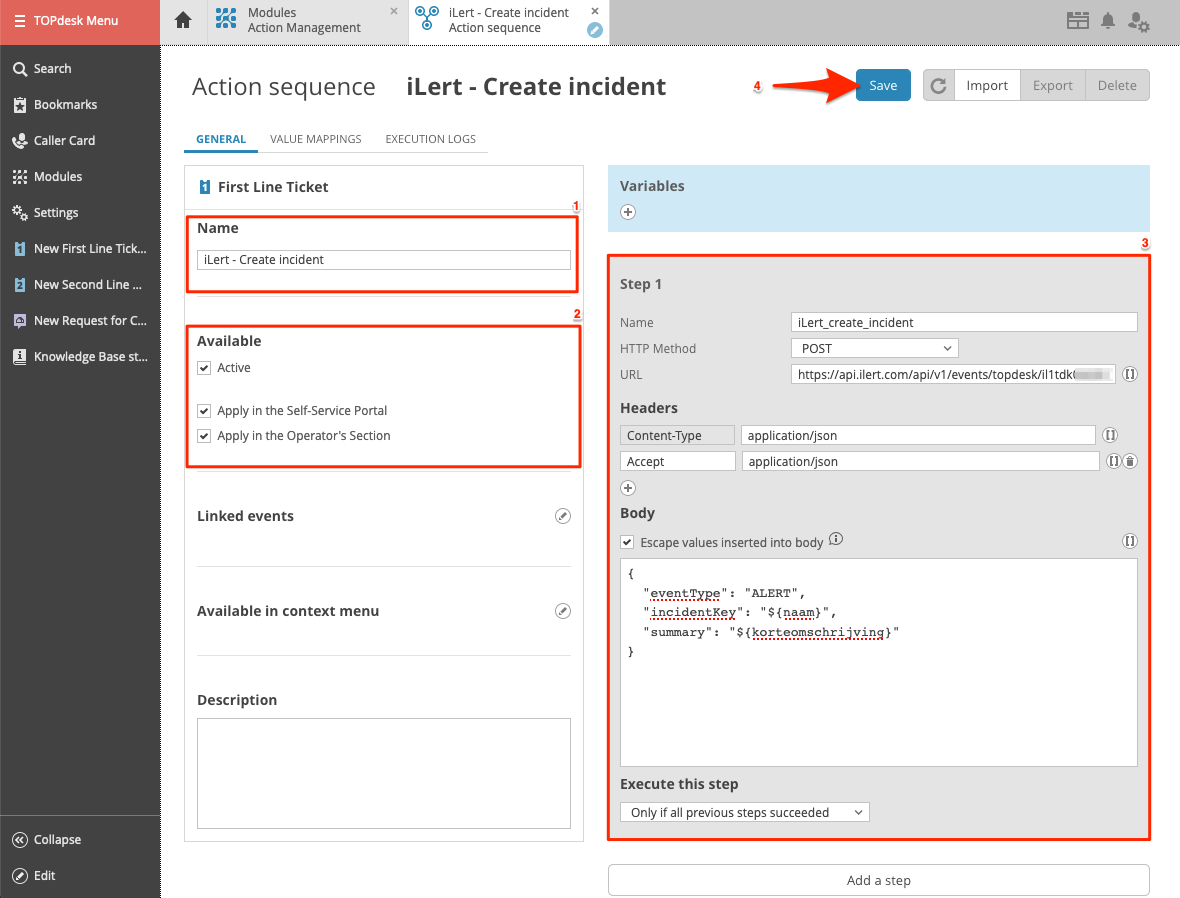 TOPdesk Menu
Modules
Action Management
iLert - Create incident
Action sequence
Search
Bookmarks
Caller Card
Modules
Settings
New First Line Tick...
New Second Line ...
New Request for C...
Knowledge Base st...
Collapse
Edit
Action sequence iLert - Create incident
4
Save
Import
Export
Delete
GENERAL
VALUE MAPPINGS
EXECUTION LOGS
1 First Line Ticket
1
Name
iLert - Create incident
2
Available
Active
Apply in the Self-Service Portal
Apply in the Operator's Section
Linked events
Available in context menu
Description
Variables
3
Step 1
Name iLert_create_incident
HTTP Method POST
URL https://api.ilert.com/api/v1/events/topdesk/il1tdk
Headers
Content-Type application/json
Accept application/json
Body
Escape values inserted into body
{
"eventType": "ALERT",
"incidentKey": "${naam}",
"summary": "${korteomschrijving}"
}
Execute this step
Only if all previous steps succeeded
Add a step